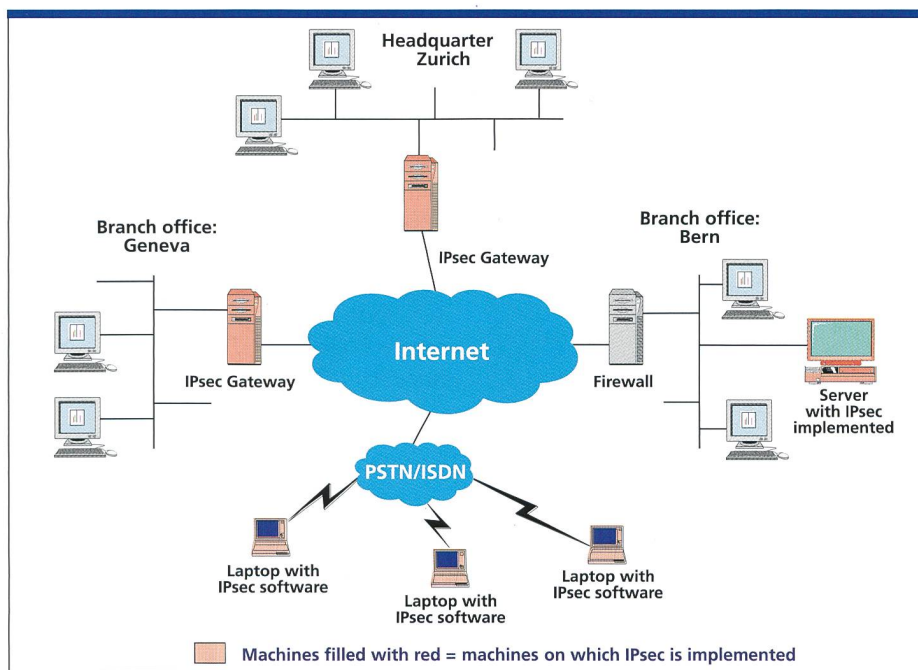 Headquarter
Zurich
Branch office:
Geneva
Branch office:
Bern
IPsec Gateway
Internet
IPsec Gateway
Firewall
Server
with IPsec
implemented
PSTN/ISDN
Laptop with
IPsec software
Laptop with
IPsec software
Laptop with
IPsec software
Machines filled with red = machines on which IPsec is implemented